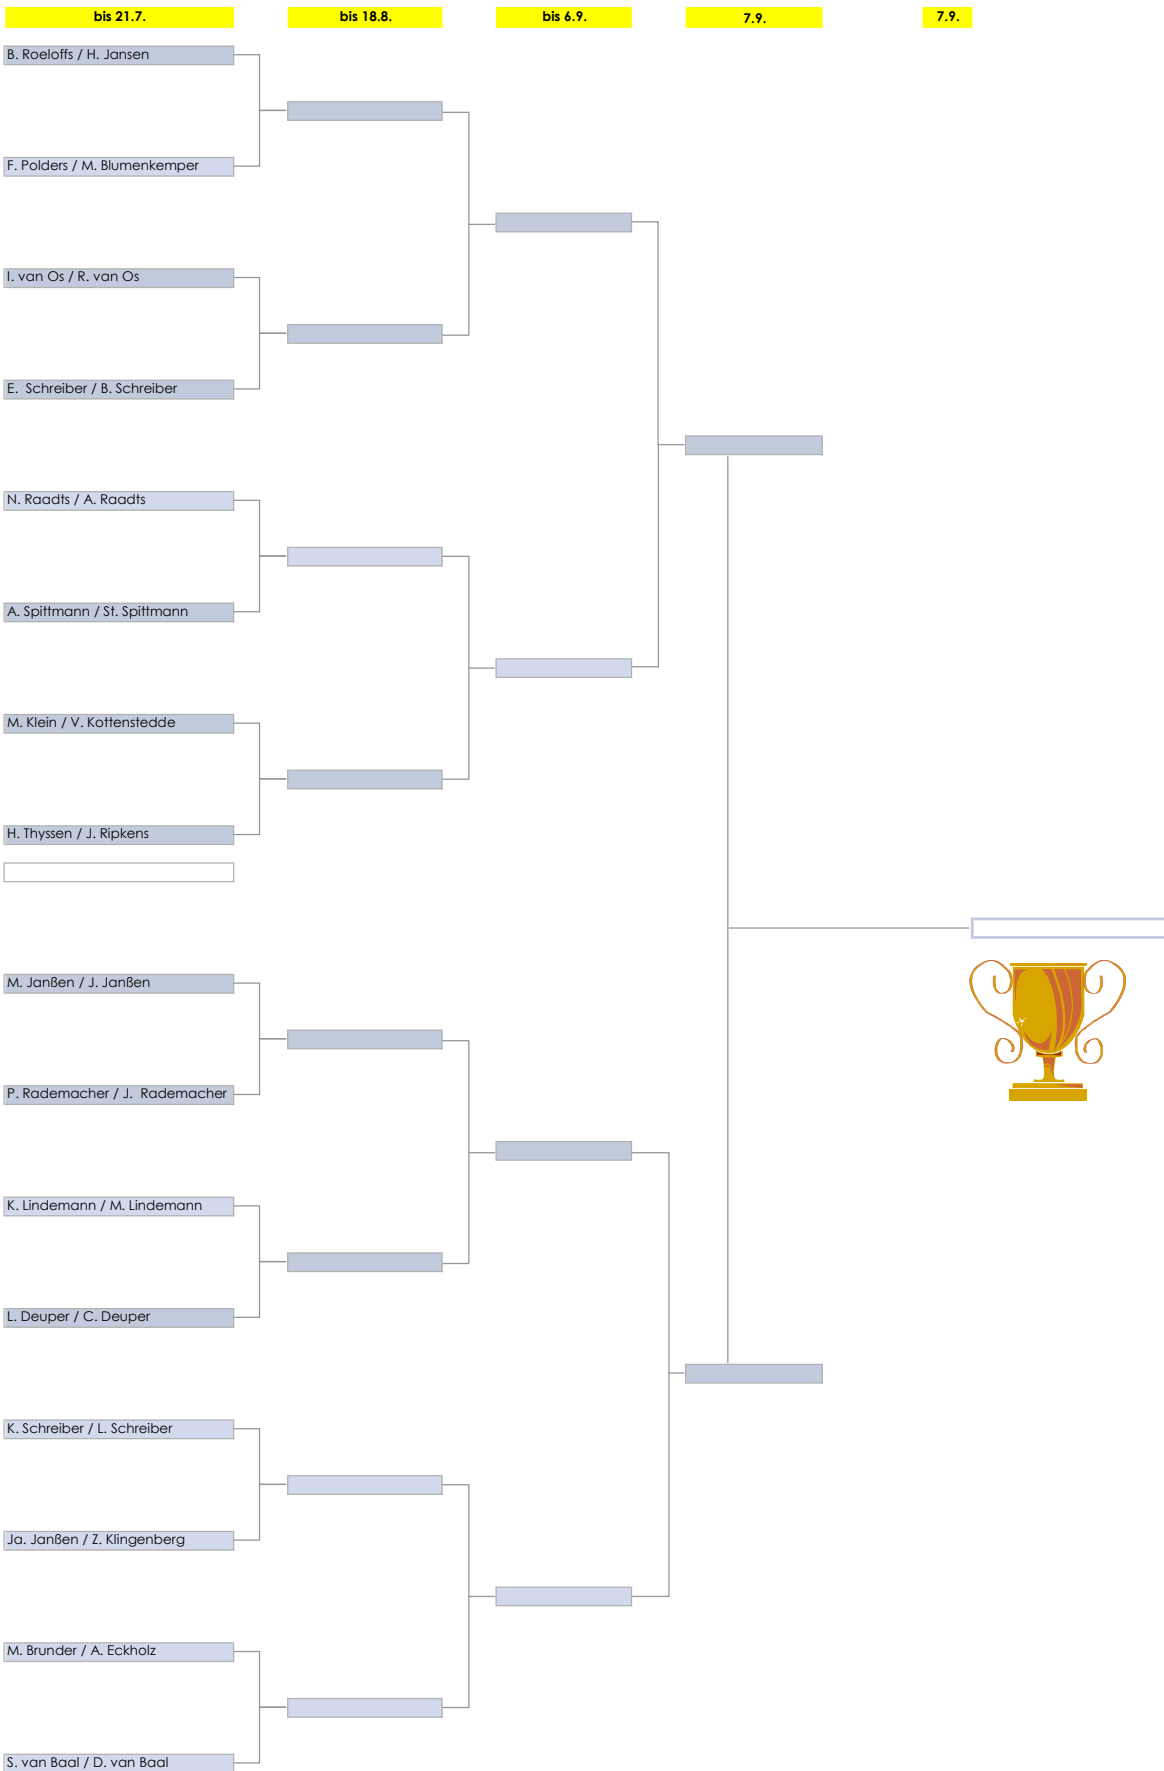 bis 21.7. bis 18.8. bis 6.9. 7.9. 7.9.
B. Roeloffs / H. Jansen
F. Polders / M. Blumenkemper
I. van Os / R. van Os
E.  Schreiber / B. Schreiber
N. Raadts / A. Raadts
A. Spittmann / St. Spittmann
M. Klein / V. Kottenstedde
H. Thyssen / J. Ripkens
M. Janßen / J. Janßen
P. Rademacher / J.  Rademacher
K. Lindemann / M. Lindemann
L. Deuper / C. Deuper
K. Schreiber / L. Schreiber
Ja. Janßen / Z. Klingenberg
M. Brunder / A. Eckholz
S. van Baal / D. van Baal